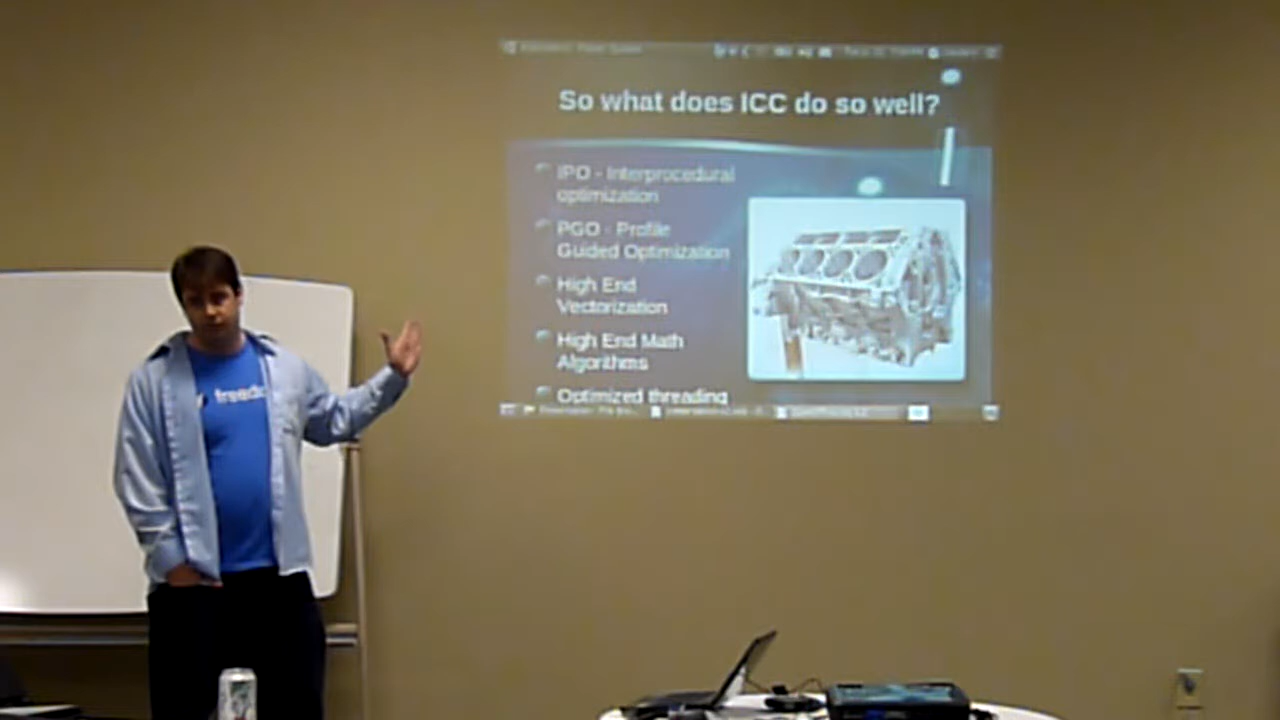 So what does ICC do so well?
IPO - Interprocedural
optimization
PGO - Profile
Guided Optimization
High End
Vectorization
High End Math
Algorithms
Optimized threading